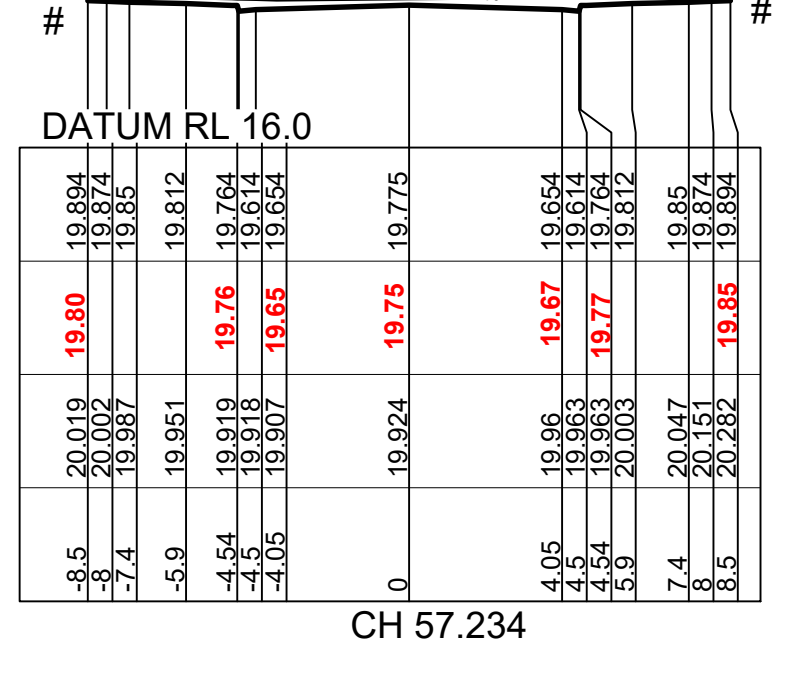 # #
DATUM RL 16.0
19.894 19.874 19.85 19.812 19.764 19.614 19.654 19.775 19.654 19.614 19.764 19.812 19.85 19.874 19.894
19.80 19.76 19.65 19.75 19.67 19.77 19.85
20.019 20.002 19.987 19.951 19.919 19.918 19.907 19.924 19.96 19.963 19.963 20.003 20.047 20.151 20.282
-8.5 -8 -7.4 -5.9 -4.54 -4.5 -4.05 0 4.05 4.5 4.54 5.9 7.4 8 8.5
CH 57.234